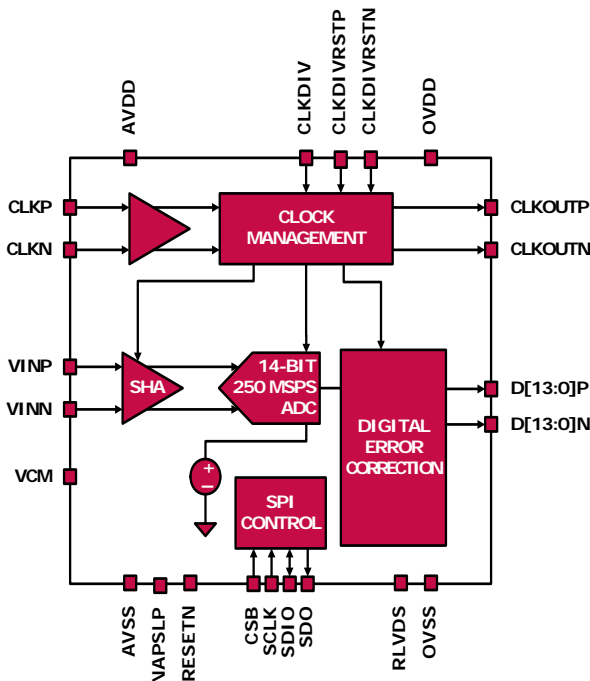 AVDD
CLKDIV
CLKDIVRSTP
CLKDIVRSTN
OVDD
CLKP
CLKN
CLOCK
MANAGEMENT
CLKOUTP
CLKOUTN
VINP
VINN
SHA
14-BIT
250 MSPS
ADC
DIGITAL
ERROR
CORRECTION
D[13:0]P
D[13:0]N
VCM
+
−
SPI
CONTROL
AVSS
NAPSLP
RESETN
CSB
SCLK
SDIO
SDO
RLVDS
OVSS